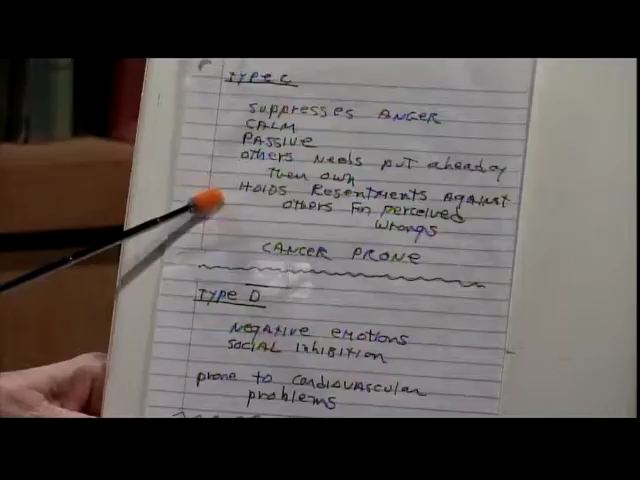 Type C
Suppresses ANGER
CALM
PASSIVE
others Needs put ahead of
their own
HOLDS Resentments AgAinst
others For perceived
wrongs
CANCER PRONE
Type D
NegAtive emotions
SOCIAL inhibition
prone to CARDIOVASCULAR
problems